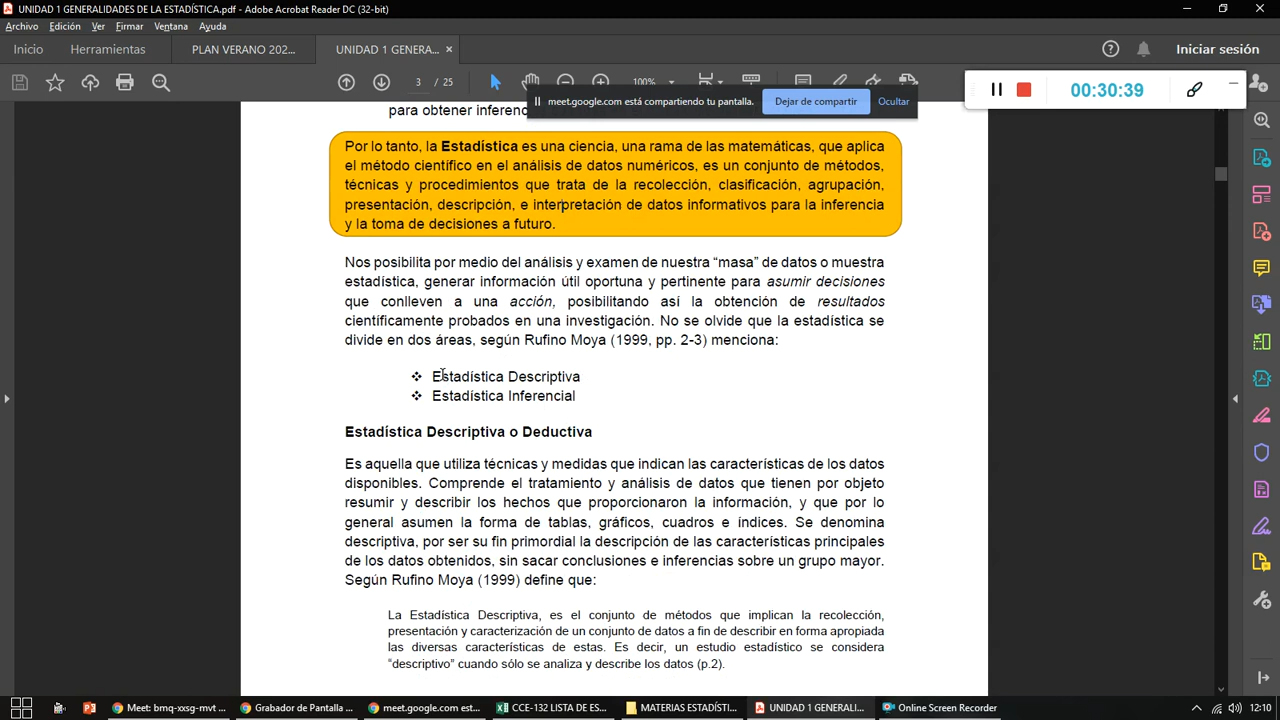 UNIDAD 1 GENERALIDADES DE LA ESTADÍSTICA.pdf - Adobe Acrobat Reader DC (32-bit)
Archivo Edición Ver Firmar Ventana Ayuda
Inicio Herramientas PLAN VERANO 202... UNIDAD 1 GENERA... × Iniciar sesión
3 / 25 100%
00:30:39
meet.google.com está compartiendo tu pantalla. Dejar de compartir Ocultar
para obtener inferenc
Por lo tanto, la Estadística es una ciencia, una rama de las matemáticas, que aplica
el método científico en el análisis de datos numéricos, es un conjunto de métodos,
técnicas y procedimientos que trata de la recolección, clasificación, agrupación,
presentación, descripción, e interpretación de datos informativos para la inferencia
y la toma de decisiones a futuro.
Nos posibilita por medio del análisis y examen de nuestra “masa” de datos o muestra
estadística, generar información útil oportuna y pertinente para asumir decisiones
que conlleven a una acción, posibilitando así la obtención de resultados
científicamente probados en una investigación. No se olvide que la estadística se
divide en dos áreas, según Rufino Moya (1999, pp. 2-3) menciona:
❖ Estadística Descriptiva
❖ Estadística Inferencial
Estadística Descriptiva o Deductiva
Es aquella que utiliza técnicas y medidas que indican las características de los datos
disponibles. Comprende el tratamiento y análisis de datos que tienen por objeto
resumir y describir los hechos que proporcionaron la información, y que por lo
general asumen la forma de tablas, gráficos, cuadros e índices. Se denomina
descriptiva, por ser su fin primordial la descripción de las características principales
de los datos obtenidos, sin sacar conclusiones e inferencias sobre un grupo mayor.
Según Rufino Moya (1999) define que:
La Estadística Descriptiva, es el conjunto de métodos que implican la recolección,
presentación y caracterización de un conjunto de datos a fin de describir en forma apropiada
las diversas características de estas. Es decir, un estudio estadístico se considera
“descriptivo” cuando sólo se analiza y describe los datos (p.2).
Meet: bmq-xxsg-mvt ... Grabador de Pantalla ... meet.google.com est... CCE-132 LISTA DE ES... MATERIAS ESTADÍSTI... UNIDAD 1 GENERALI... Online Screen Recorder 12:10